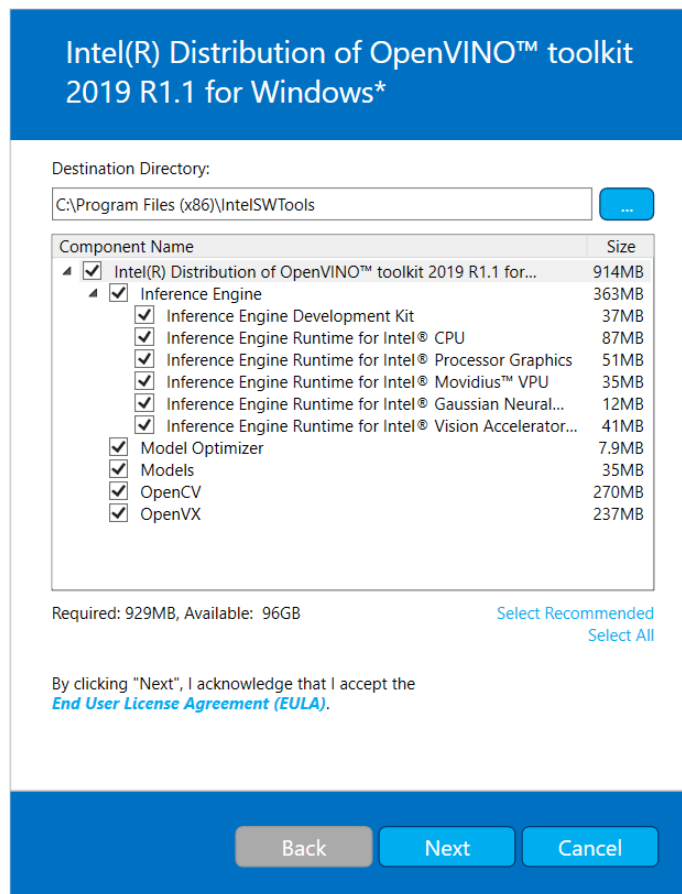 Intel(R) Distribution of OpenVINO™ toolkit
2019 R1.1 for Windows*
Destination Directory:
C:\Program Files (x86)\IntelSWTools
...
Component Name Size
Intel(R) Distribution of OpenVINO™ toolkit 2019 R1.1 for... 914MB
Inference Engine 363MB
Inference Engine Development Kit 37MB
Inference Engine Runtime for Intel® CPU 87MB
Inference Engine Runtime for Intel® Processor Graphics 51MB
Inference Engine Runtime for Intel® Movidius™ VPU 35MB
Inference Engine Runtime for Intel® Gaussian Neural... 12MB
Inference Engine Runtime for Intel® Vision Accelerator... 41MB
Model Optimizer 7.9MB
Models 35MB
OpenCV 270MB
OpenVX 237MB
Required: 929MB, Available: 96GB Select Recommended
Select All
By clicking "Next", I acknowledge that I accept the
End User License Agreement (EULA).
Back Next Cancel